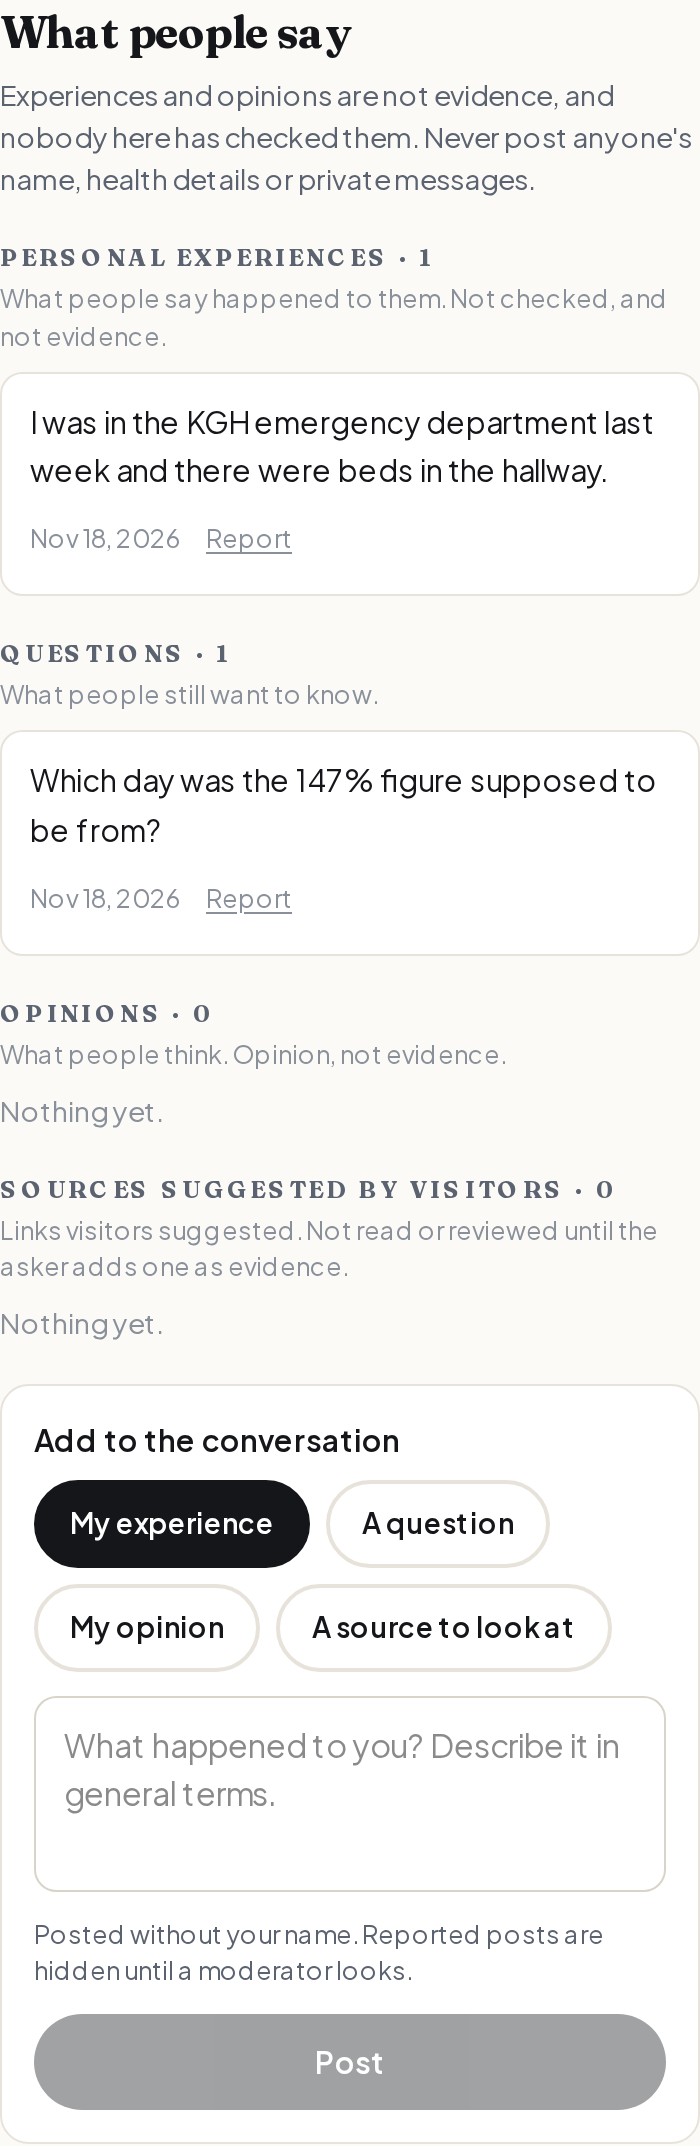 What people say
Experiences and opinions are not evidence, and
nobody here has checked them. Never post anyone's
name, health details or private messages.
PERSONAL EXPERIENCES · 1
What people say happened to them. Not checked, and
not evidence.
I was in the KGH emergency department last
week and there were beds in the hallway.
Nov 18, 2026 Report
QUESTIONS · 1
What people still want to know.
Which day was the 147% figure supposed to
be from?
Nov 18, 2026 Report
OPINIONS · 0
What people think. Opinion, not evidence.
Nothing yet.
SOURCES SUGGESTED BY VISITORS · 0
Links visitors suggested. Not read or reviewed until the
asker adds one as evidence.
Nothing yet.
Add to the conversation
My experience A question
My opinion A source to look at
What happened to you? Describe it in
general terms.
Posted without your name. Reported posts are
hidden until a moderator looks.
Post